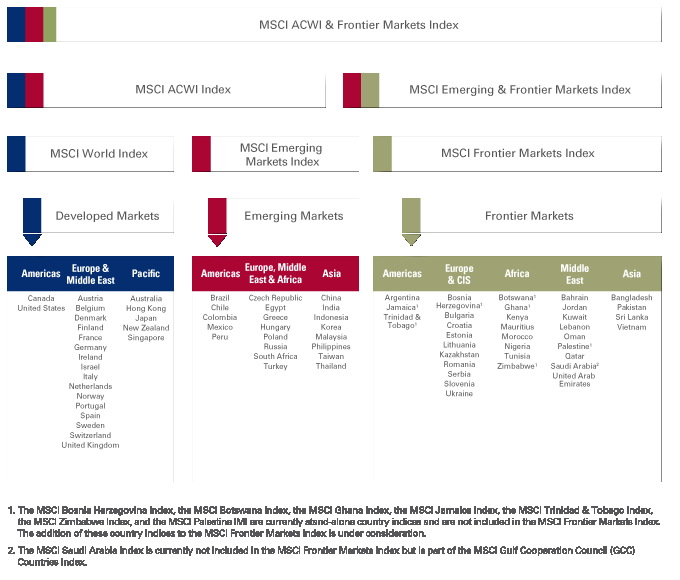 MSCI ACWI & Frontier Markets Index
MSCI ACWI Index
MSCI Emerging & Frontier Markets Index
MSCI World Index
MSCI Emerging
Markets Index
MSCI Frontier Markets Index
Developed Markets
Emerging Markets
Frontier Markets
Americas
Europe &
Middle East
Pacific
Canada
United States
Austria
Belgium
Denmark
Finland
France
Germany
Ireland
Israel
Italy
Netherlands
Norway
Portugal
Spain
Sweden
Switzerland
United Kingdom
Australia
Hong Kong
Japan
New Zealand
Singapore
Americas
Europe, Middle
East & Africa
Asia
Brazil
Chile
Colombia
Mexico
Peru
Czech Republic
Egypt
Greece
Hungary
Poland
Russia
South Africa
Turkey
China
India
Indonesia
Korea
Malaysia
Philippines
Taiwan
Thailand
Americas
Europe
& CIS
Africa
Middle
East
Asia
Argentina
Jamaica¹
Trinidad &
Tobago¹
Bosnia
Herzegovina¹
Bulgaria
Croatia
Estonia
Lithuania
Kazakhstan
Romania
Serbia
Slovenia
Ukraine
Botswana¹
Ghana¹
Kenya
Mauritius
Morocco
Nigeria
Tunisia
Zimbabwe¹
Bahrain
Jordan
Kuwait
Lebanon
Oman
Palestine¹
Qatar
Saudi Arabia²
United Arab
Emirates
Bangladesh
Pakistan
Sri Lanka
Vietnam
1. The MSCI Bosnia Herzegovina Index, the MSCI Botswana Index, the MSCI Ghana Index, the MSCI Jamaica Index, the MSCI Trinidad & Tobago Index,
the MSCI Zimbabwe Index, and the MSCI Palestine IMI are currently stand-alone country indices and are not included in the MSCI Frontier Markets Index.
The addition of these country indices to the MSCI Frontier Markets Index is under consideration.
2. The MSCI Saudi Arabia Index is currently not included in the MSCI Frontier Markets Index but is part of the MSCI Gulf Cooperation Council (GCC)
Countries Index.